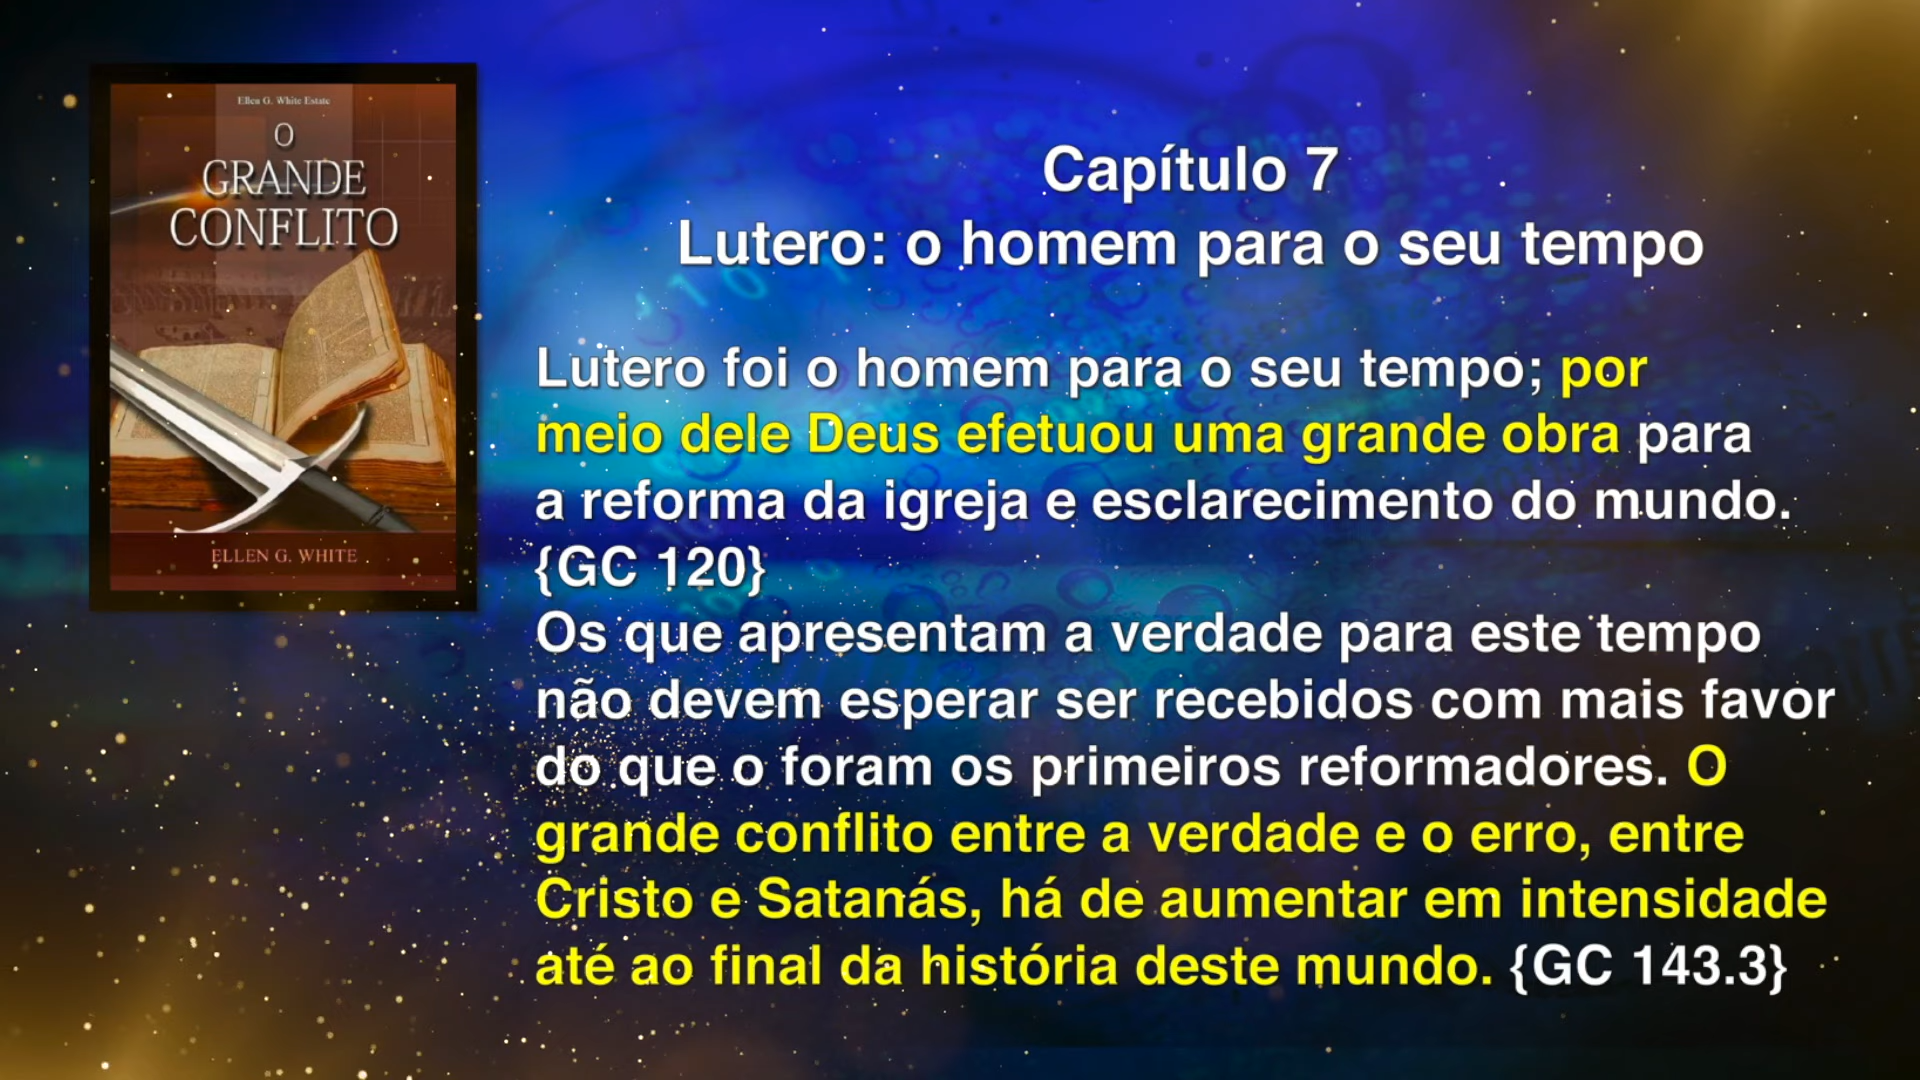 Ellen G. White Estate
O
GRANDE
CONFLITO
ELLEN G. WHITE
Capítulo 7
Lutero: o homem para o seu tempo
Lutero foi o homem para o seu tempo; por
meio dele Deus efetuou uma grande obra para
a reforma da igreja e esclarecimento do mundo.
{GC 120}
Os que apresentam a verdade para este tempo
não devem esperar ser recebidos com mais favor
do que o foram os primeiros reformadores. O
grande conflito entre a verdade e o erro, entre
Cristo e Satanás, há de aumentar em intensidade
até ao final da história deste mundo. {GC 143.3}